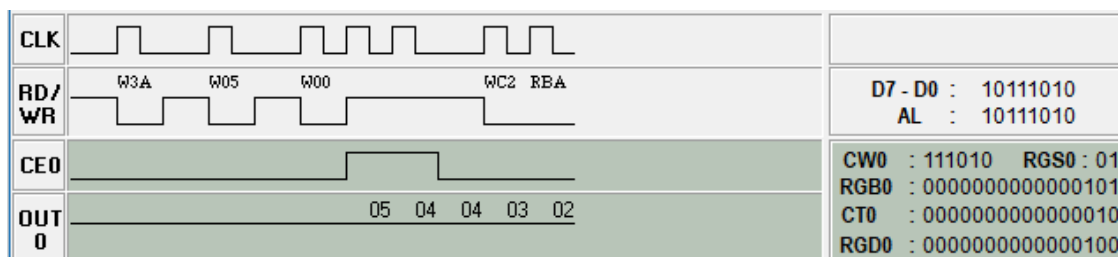 CLK
W3A W05 W00 WC2 RBA
RD/
WR
D7 - D0 : 10111010
AL : 10111010
CE0
CW0 : 111010 RGS0 : 01
RGB0 : 0000000000000101
CT0 : 0000000000000010
RGD0 : 0000000000000100
OUT
0
05 04 04 03 02